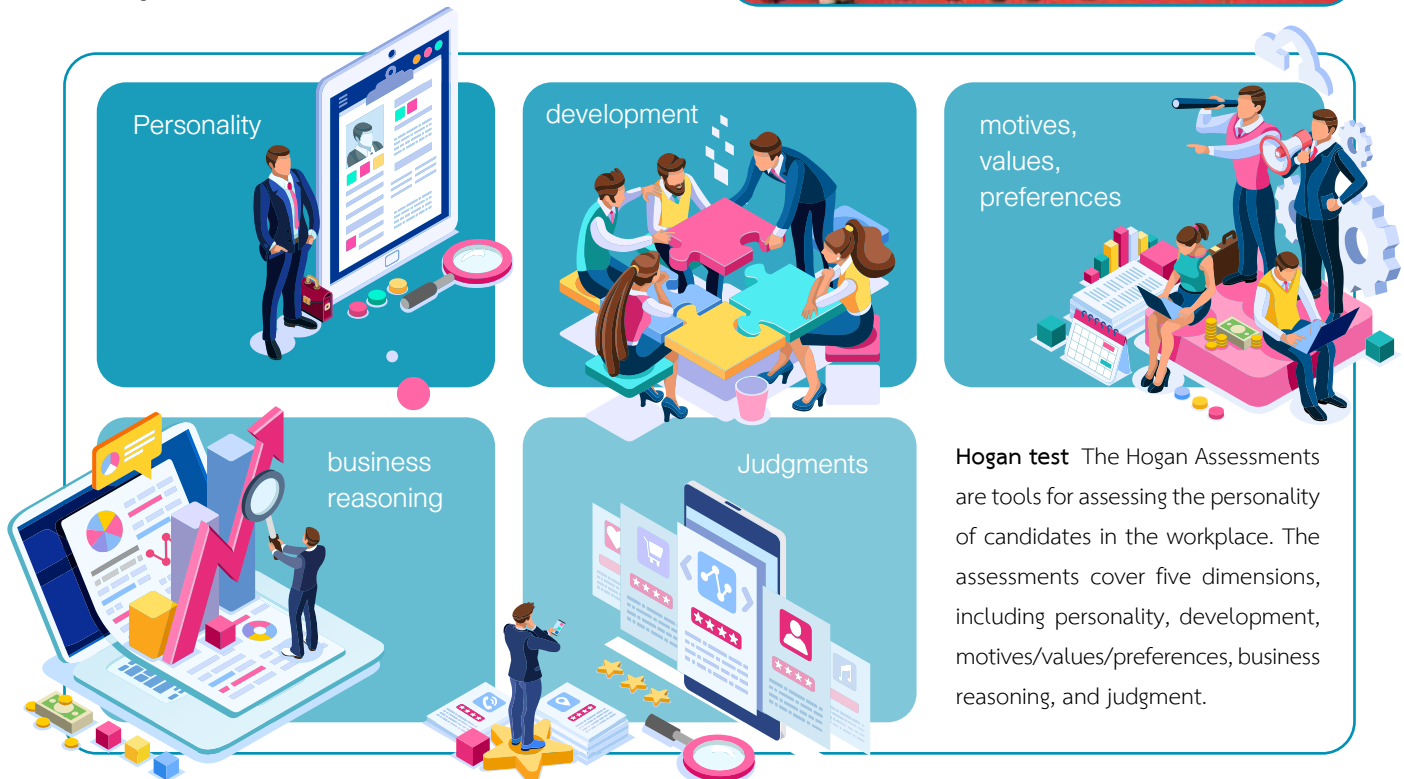 Personality
development
motives,
values,
preferences
business
reasoning
Judgments
Hogan test The Hogan Assessments
are tools for assessing the personality
of candidates in the workplace. The
assessments cover five dimensions,
including personality, development,
motives/values/preferences, business
reasoning, and judgment.